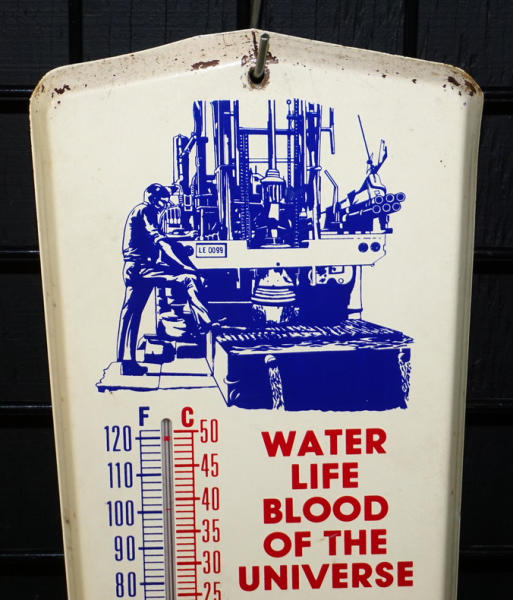 LE 0099
F C
120 50
110 45
100 40
90 35
80 30
25
WATER
LIFE
BLOOD
OF THE
UNIVERSE